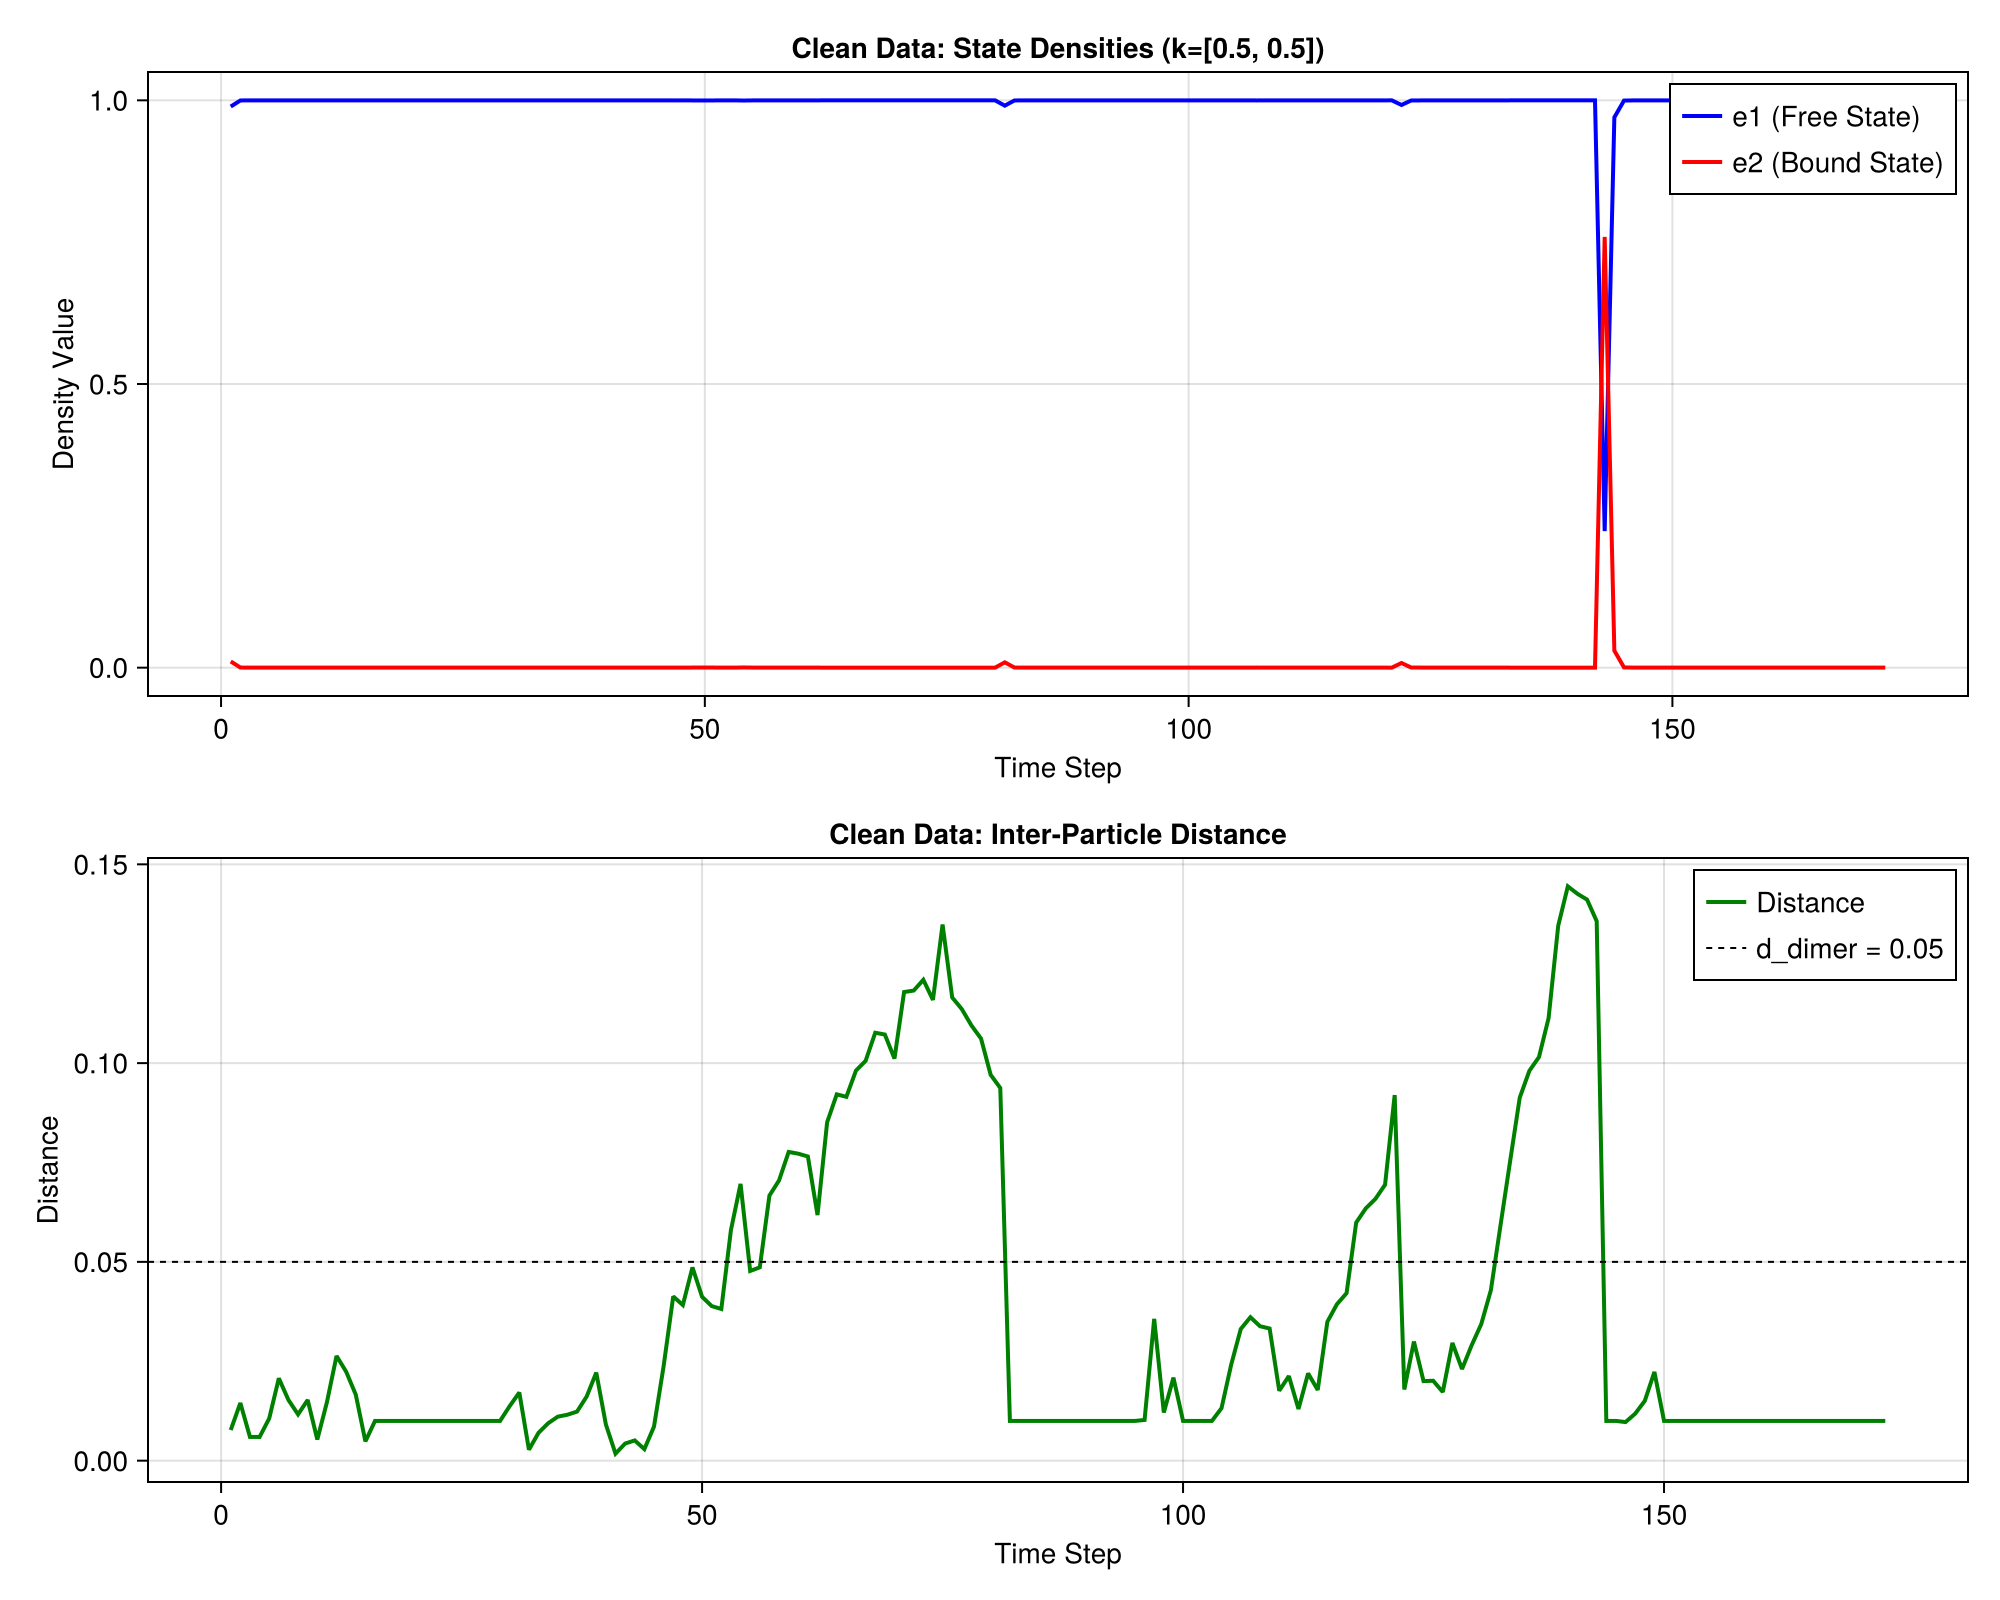 Clean Data: State Densities (k=[0.5, 0.5])
1.0
0.5
0.0
Density Value
e1 (Free State)
e2 (Bound State)
0 50 100 150
Time Step
Clean Data: Inter-Particle Distance
0.15
0.10
0.05
0.00
Distance
Distance
d_dimer = 0.05
0 50 100 150
Time Step